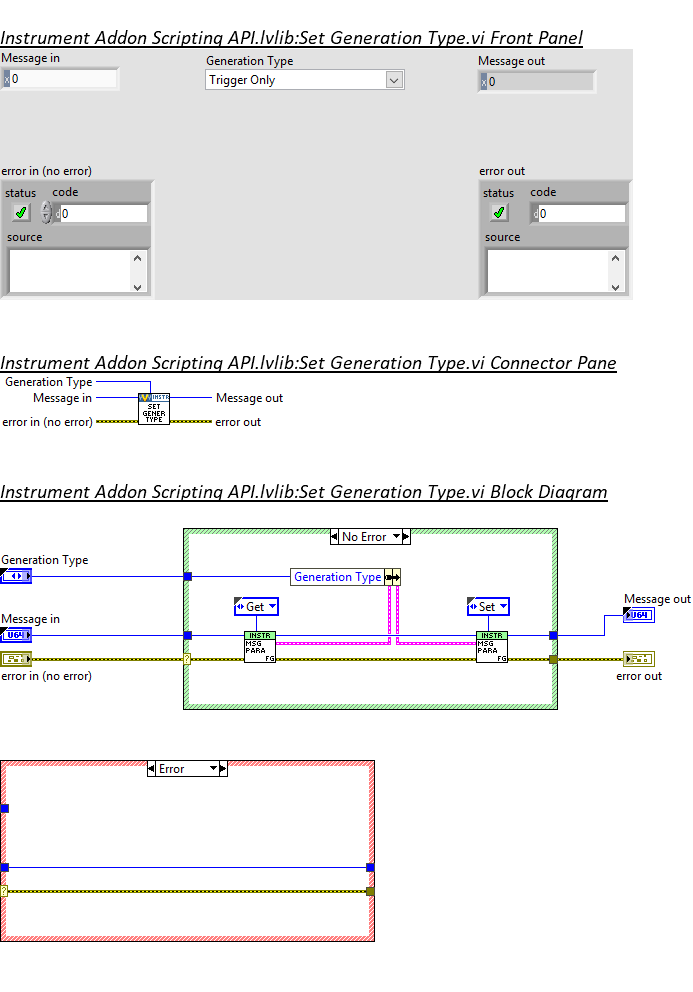 Instrument Addon Scripting API.lvlib:Set Generation Type.vi Front Panel
Message in
x 0
Generation Type
Trigger Only
Message out
x 0
error in (no error)
status code
d 0
source
error out
status code
d 0
source
Instrument Addon Scripting API.lvlib:Set Generation Type.vi Connector Pane
Generation Type
Message in
INSTR
SET
GENER
TYPE
Message out
error in (no error)
error out
Instrument Addon Scripting API.lvlib:Set Generation Type.vi Block Diagram
No Error
Generation Type
Generation Type
Get
Set
Message in
U64
INSTR
MSG
PARA
FG
INSTR
MSG
PARA
FG
Message out
U64
?
error in (no error)
error out
Error
?